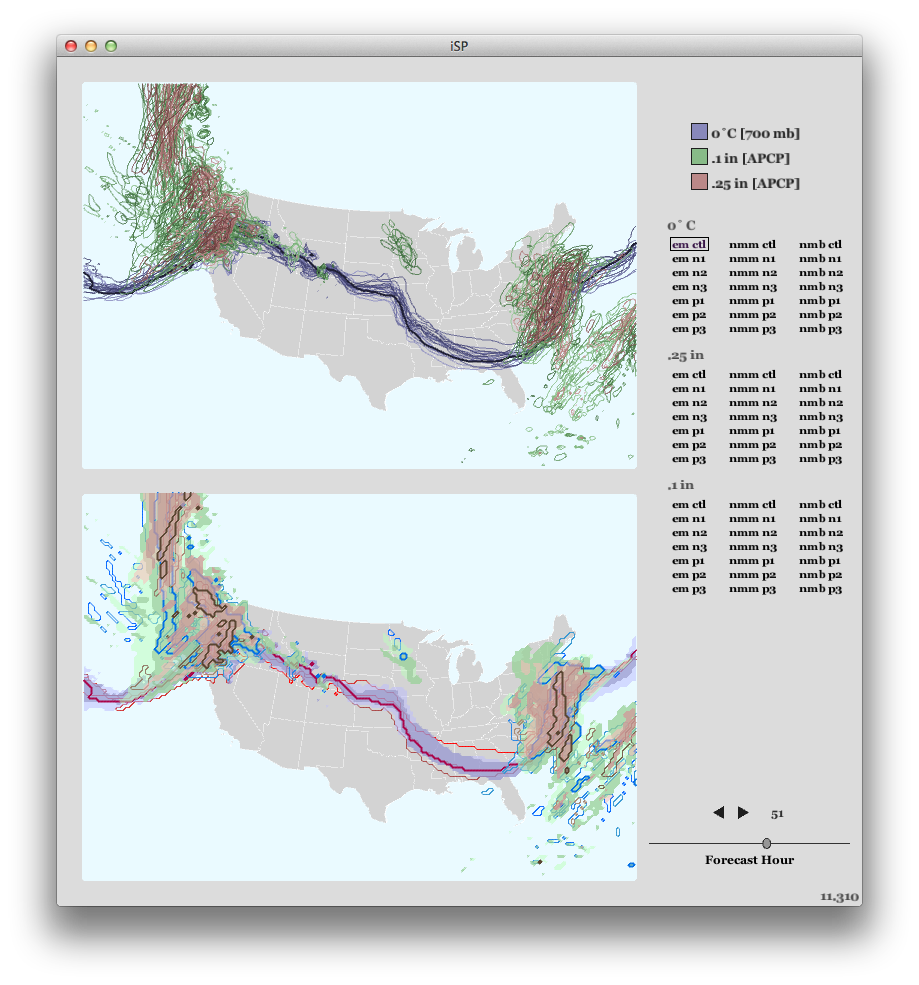 iSP
0˚C [700 mb]
.1 in [APCP]
.25 in [APCP]
0˚ C
em ctl nmm ctl nmb ctl
em n1 nmm n1 nmb n1
em n2 nmm n2 nmb n2
em n3 nmm n3 nmb n3
em p1 nmm p1 nmb p1
em p2 nmm p2 nmb p2
em p3 nmm p3 nmb p3
.25 in
em ctl nmm ctl nmb ctl
em n1 nmm n1 nmb n1
em n2 nmm n2 nmb n2
em n3 nmm n3 nmb n3
em p1 nmm p1 nmb p1
em p2 nmm p2 nmb p2
em p3 nmm p3 nmb p3
.1 in
em ctl nmm ctl nmb ctl
em n1 nmm n1 nmb n1
em n2 nmm n2 nmb n2
em n3 nmm n3 nmb n3
em p1 nmm p1 nmb p1
em p2 nmm p2 nmb p2
em p3 nmm p3 nmb p3
51
Forecast Hour
11.310